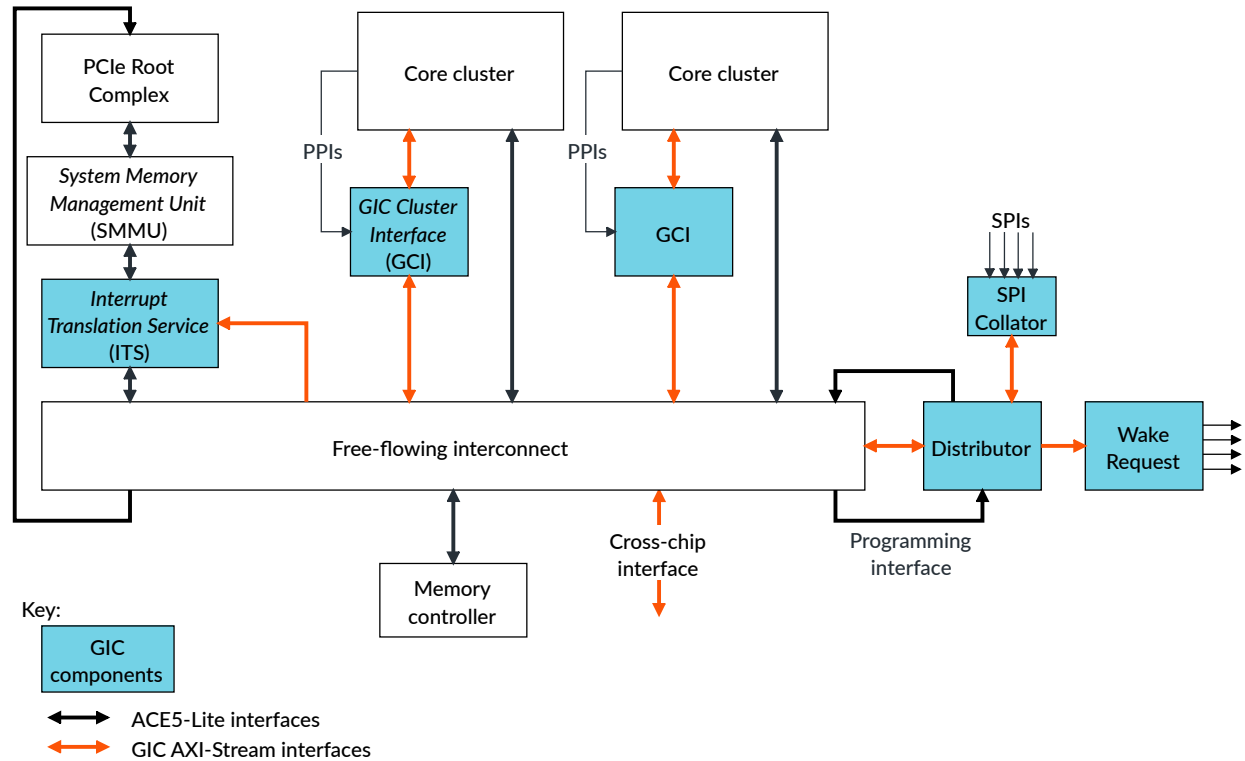 PCIe Root
Complex
System Memory
Management Unit
(SMMU)
Interrupt
Translation Service
(ITS)
Core cluster
PPIs
GIC Cluster
Interface
(GCI)
Core cluster
PPIs
GCI
SPIs
SPI
Collator
Free-flowing interconnect
Distributor
Wake
Request
Cross-chip
interface
Programming
interface
Memory
controller
Key:
GIC
components
ACE5-Lite interfaces
GIC AXI-Stream interfaces